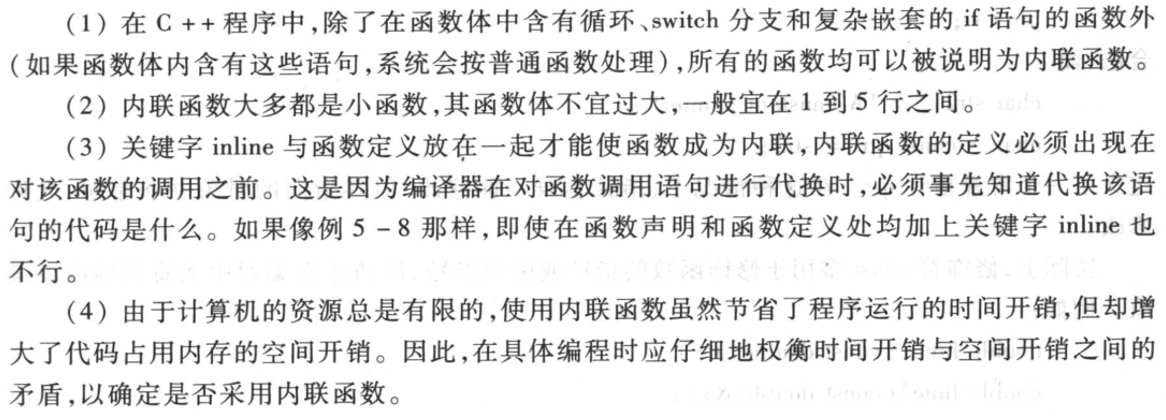 (1) 在 C ++ 程序中,除了在函数体中含有循环、switch 分支和复杂嵌套的 if 语句的函数外
(如果函数体内含有这些语句,系统会按普通函数处理),所有的函数均可以被说明为内联函数。
(2) 内联函数大多都是小函数,其函数体不宜过大,一般宜在 1 到 5 行之间。
(3) 关键字 inline 与函数定义放在一起才能使函数成为内联,内联函数的定义必须出现在
对该函数的调用之前。这是因为编译器在对函数调用语句进行代换时,必须事先知道代换该语
句的代码是什么。如果像例 5 - 8 那样,即使在函数声明和函数定义处均加上关键字 inline 也
不行。
(4) 由于计算机的资源总是有限的,使用内联函数虽然节省了程序运行的时间开销,但却增
大了代码占用内存的空间开销。因此,在具体编程时应仔细地权衡时间开销与空间开销之间的
矛盾,以确定是否采用内联函数。